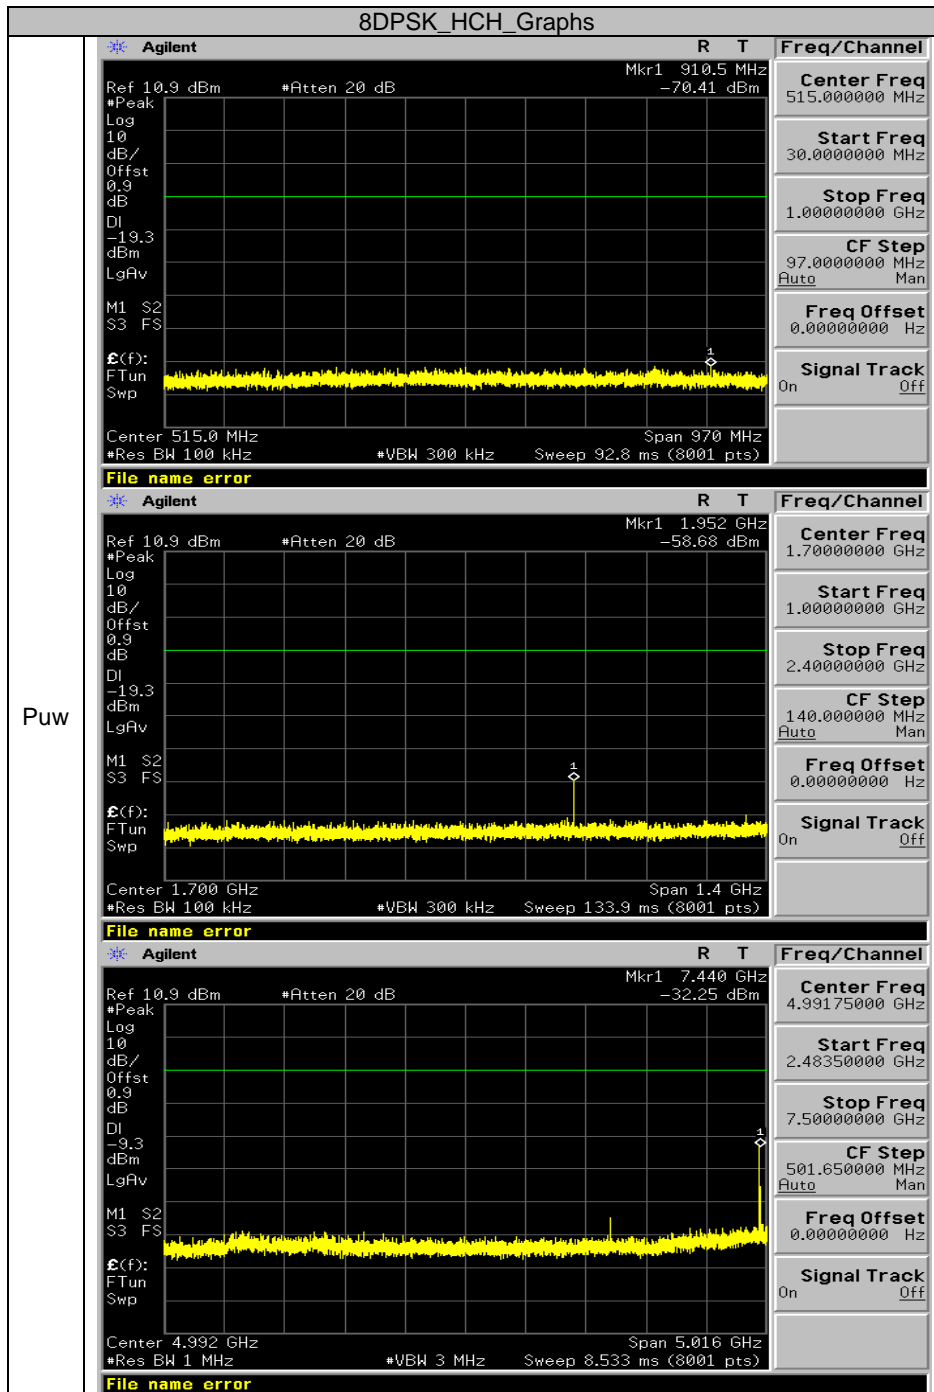 8DPSK_HCH_Graphs
Puw
Agilent R T Freq/Channel
Mkr1 910.5 MHz
Ref 10.9 dBm #Atten 20 dB -70.41 dBm
#Peak
Log
10
dB/
Offst
0.9
dB
DI
-19.3
dBm
LgAv
M1 S2
S3 FS
£(f):
FTun
Swp
1
Center 515.0 MHz Span 970 MHz
#Res BW 100 kHz #VBW 300 kHz Sweep 92.8 ms (8001 pts)
File name error
Center Freq
515.000000 MHz
Start Freq
30.0000000 MHz
Stop Freq
1.00000000 GHz
CF Step
97.0000000 MHz
Auto Man
Freq Offset
0.00000000 Hz
Signal Track
On Off
Agilent R T Freq/Channel
Mkr1 1.952 GHz
Ref 10.9 dBm #Atten 20 dB -58.68 dBm
#Peak
Log
10
dB/
Offst
0.9
dB
DI
-19.3
dBm
LgAv
M1 S2
S3 FS
£(f):
FTun
Swp
1
Center 1.700 GHz Span 1.4 GHz
#Res BW 100 kHz #VBW 300 kHz Sweep 133.9 ms (8001 pts)
File name error
Center Freq
1.70000000 GHz
Start Freq
1.00000000 GHz
Stop Freq
2.40000000 GHz
CF Step
140.000000 MHz
Auto Man
Freq Offset
0.00000000 Hz
Signal Track
On Off
Agilent R T Freq/Channel
Mkr1 7.440 GHz
Ref 10.9 dBm #Atten 20 dB -32.25 dBm
#Peak
Log
10
dB/
Offst
0.9
dB
DI
-9.3
dBm
LgAv
M1 S2
S3 FS
£(f):
FTun
Swp
1
Center 4.992 GHz Span 5.016 GHz
#Res BW 1 MHz #VBW 3 MHz Sweep 8.533 ms (8001 pts)
File name error
Center Freq
4.99175000 GHz
Start Freq
2.48350000 GHz
Stop Freq
7.50000000 GHz
CF Step
501.650000 MHz
Auto Man
Freq Offset
0.00000000 Hz
Signal Track
On Off